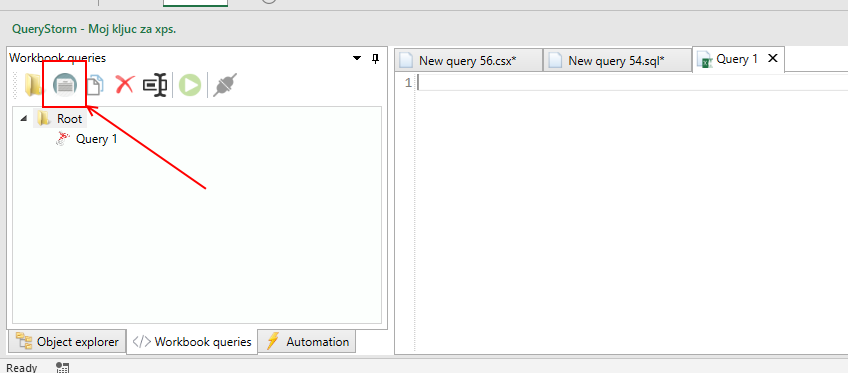 QueryStorm - Moj kljuc za xps.
Workbook queries
New query 56.csx*
New query 54.sql*
Query 1
1
Root
Query 1
Object explorer
Workbook queries
Automation
Ready